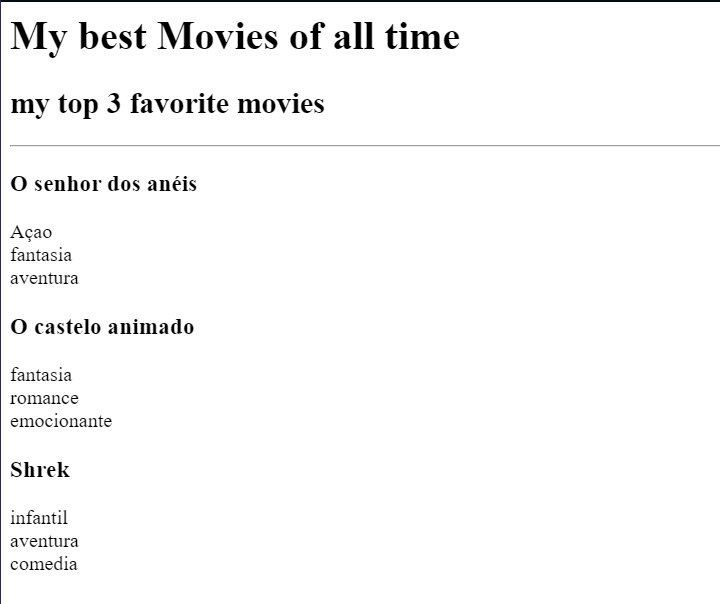 My best Movies of all time
my top 3 favorite movies
O senhor dos anéis
Açao
fantasia
aventura
O castelo animado
fantasia
romance
emocionante
Shrek
infantil
aventura
comedia